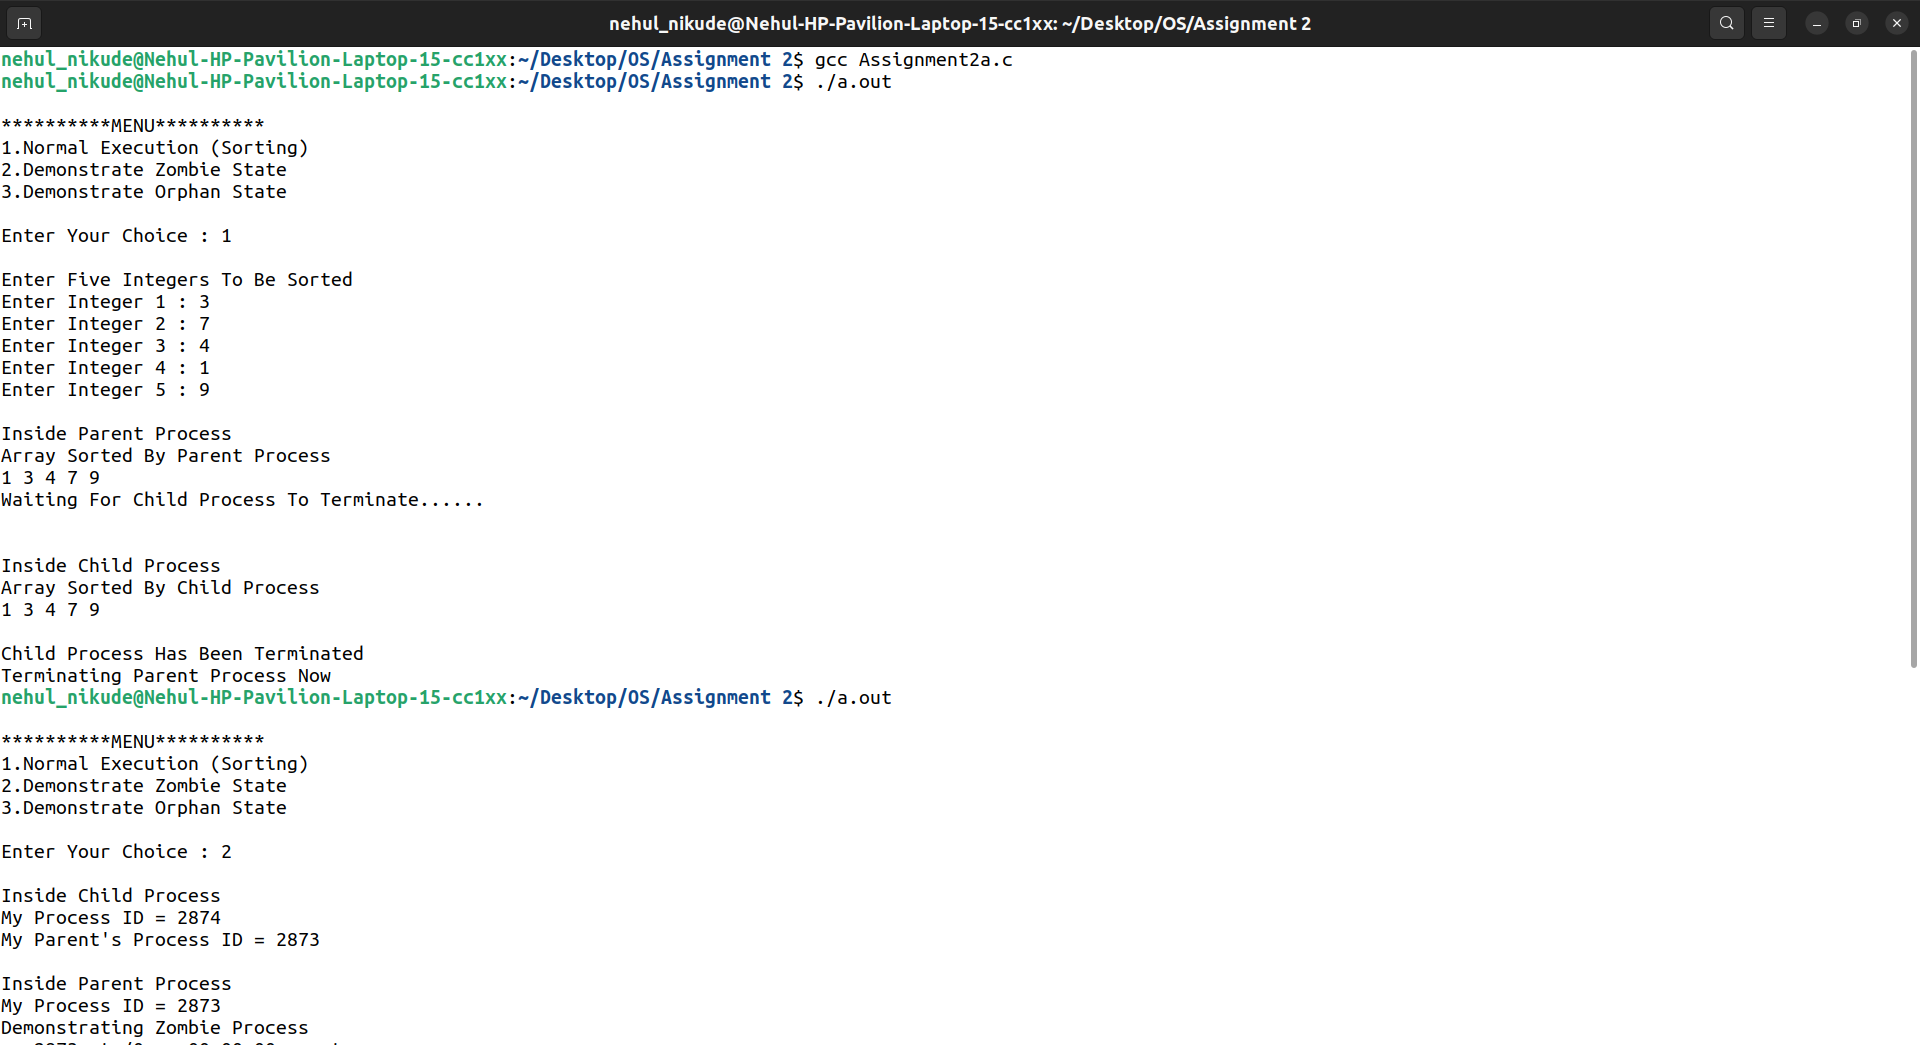 nehul_nikude@Nehul-HP-Pavilion-Laptop-15-cc1xx: ~/Desktop/OS/Assignment 2
nehul_nikude@Nehul-HP-Pavilion-Laptop-15-cc1xx:~/Desktop/OS/Assignment 2$ gcc Assignment2a.c
nehul_nikude@Nehul-HP-Pavilion-Laptop-15-cc1xx:~/Desktop/OS/Assignment 2$ ./a.out
**********MENU**********
1.Normal Execution (Sorting)
2.Demonstrate Zombie State
3.Demonstrate Orphan State
Enter Your Choice : 1
Enter Five Integers To Be Sorted
Enter Integer 1 : 3
Enter Integer 2 : 7
Enter Integer 3 : 4
Enter Integer 4 : 1
Enter Integer 5 : 9
Inside Parent Process
Array Sorted By Parent Process
1 3 4 7 9
Waiting For Child Process To Terminate......
Inside Child Process
Array Sorted By Child Process
1 3 4 7 9
Child Process Has Been Terminated
Terminating Parent Process Now
nehul_nikude@Nehul-HP-Pavilion-Laptop-15-cc1xx:~/Desktop/OS/Assignment 2$ ./a.out
**********MENU**********
1.Normal Execution (Sorting)
2.Demonstrate Zombie State
3.Demonstrate Orphan State
Enter Your Choice : 2
Inside Child Process
My Process ID = 2874
My Parent's Process ID = 2873
Inside Parent Process
My Process ID = 2873
Demonstrating Zombie Process